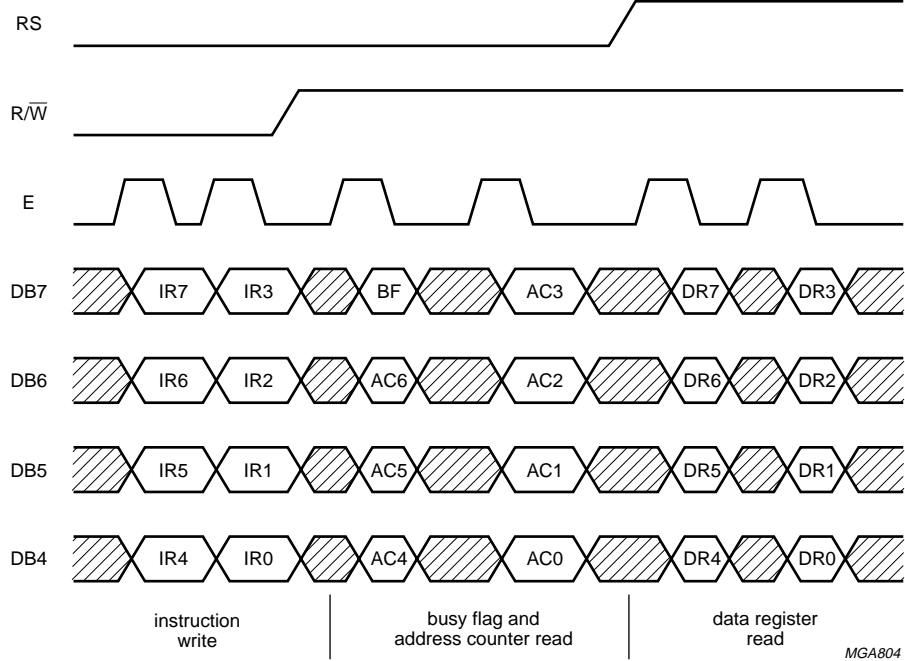 RS
R/W̅
E
DB7 IR7 IR3 BF AC3 DR7 DR3
DB6 IR6 IR2 AC6 AC2 DR6 DR2
DB5 IR5 IR1 AC5 AC1 DR5 DR1
DB4 IR4 IR0 AC4 AC0 DR4 DR0
instruction
write
busy flag and
address counter read
data register
read
MGA804